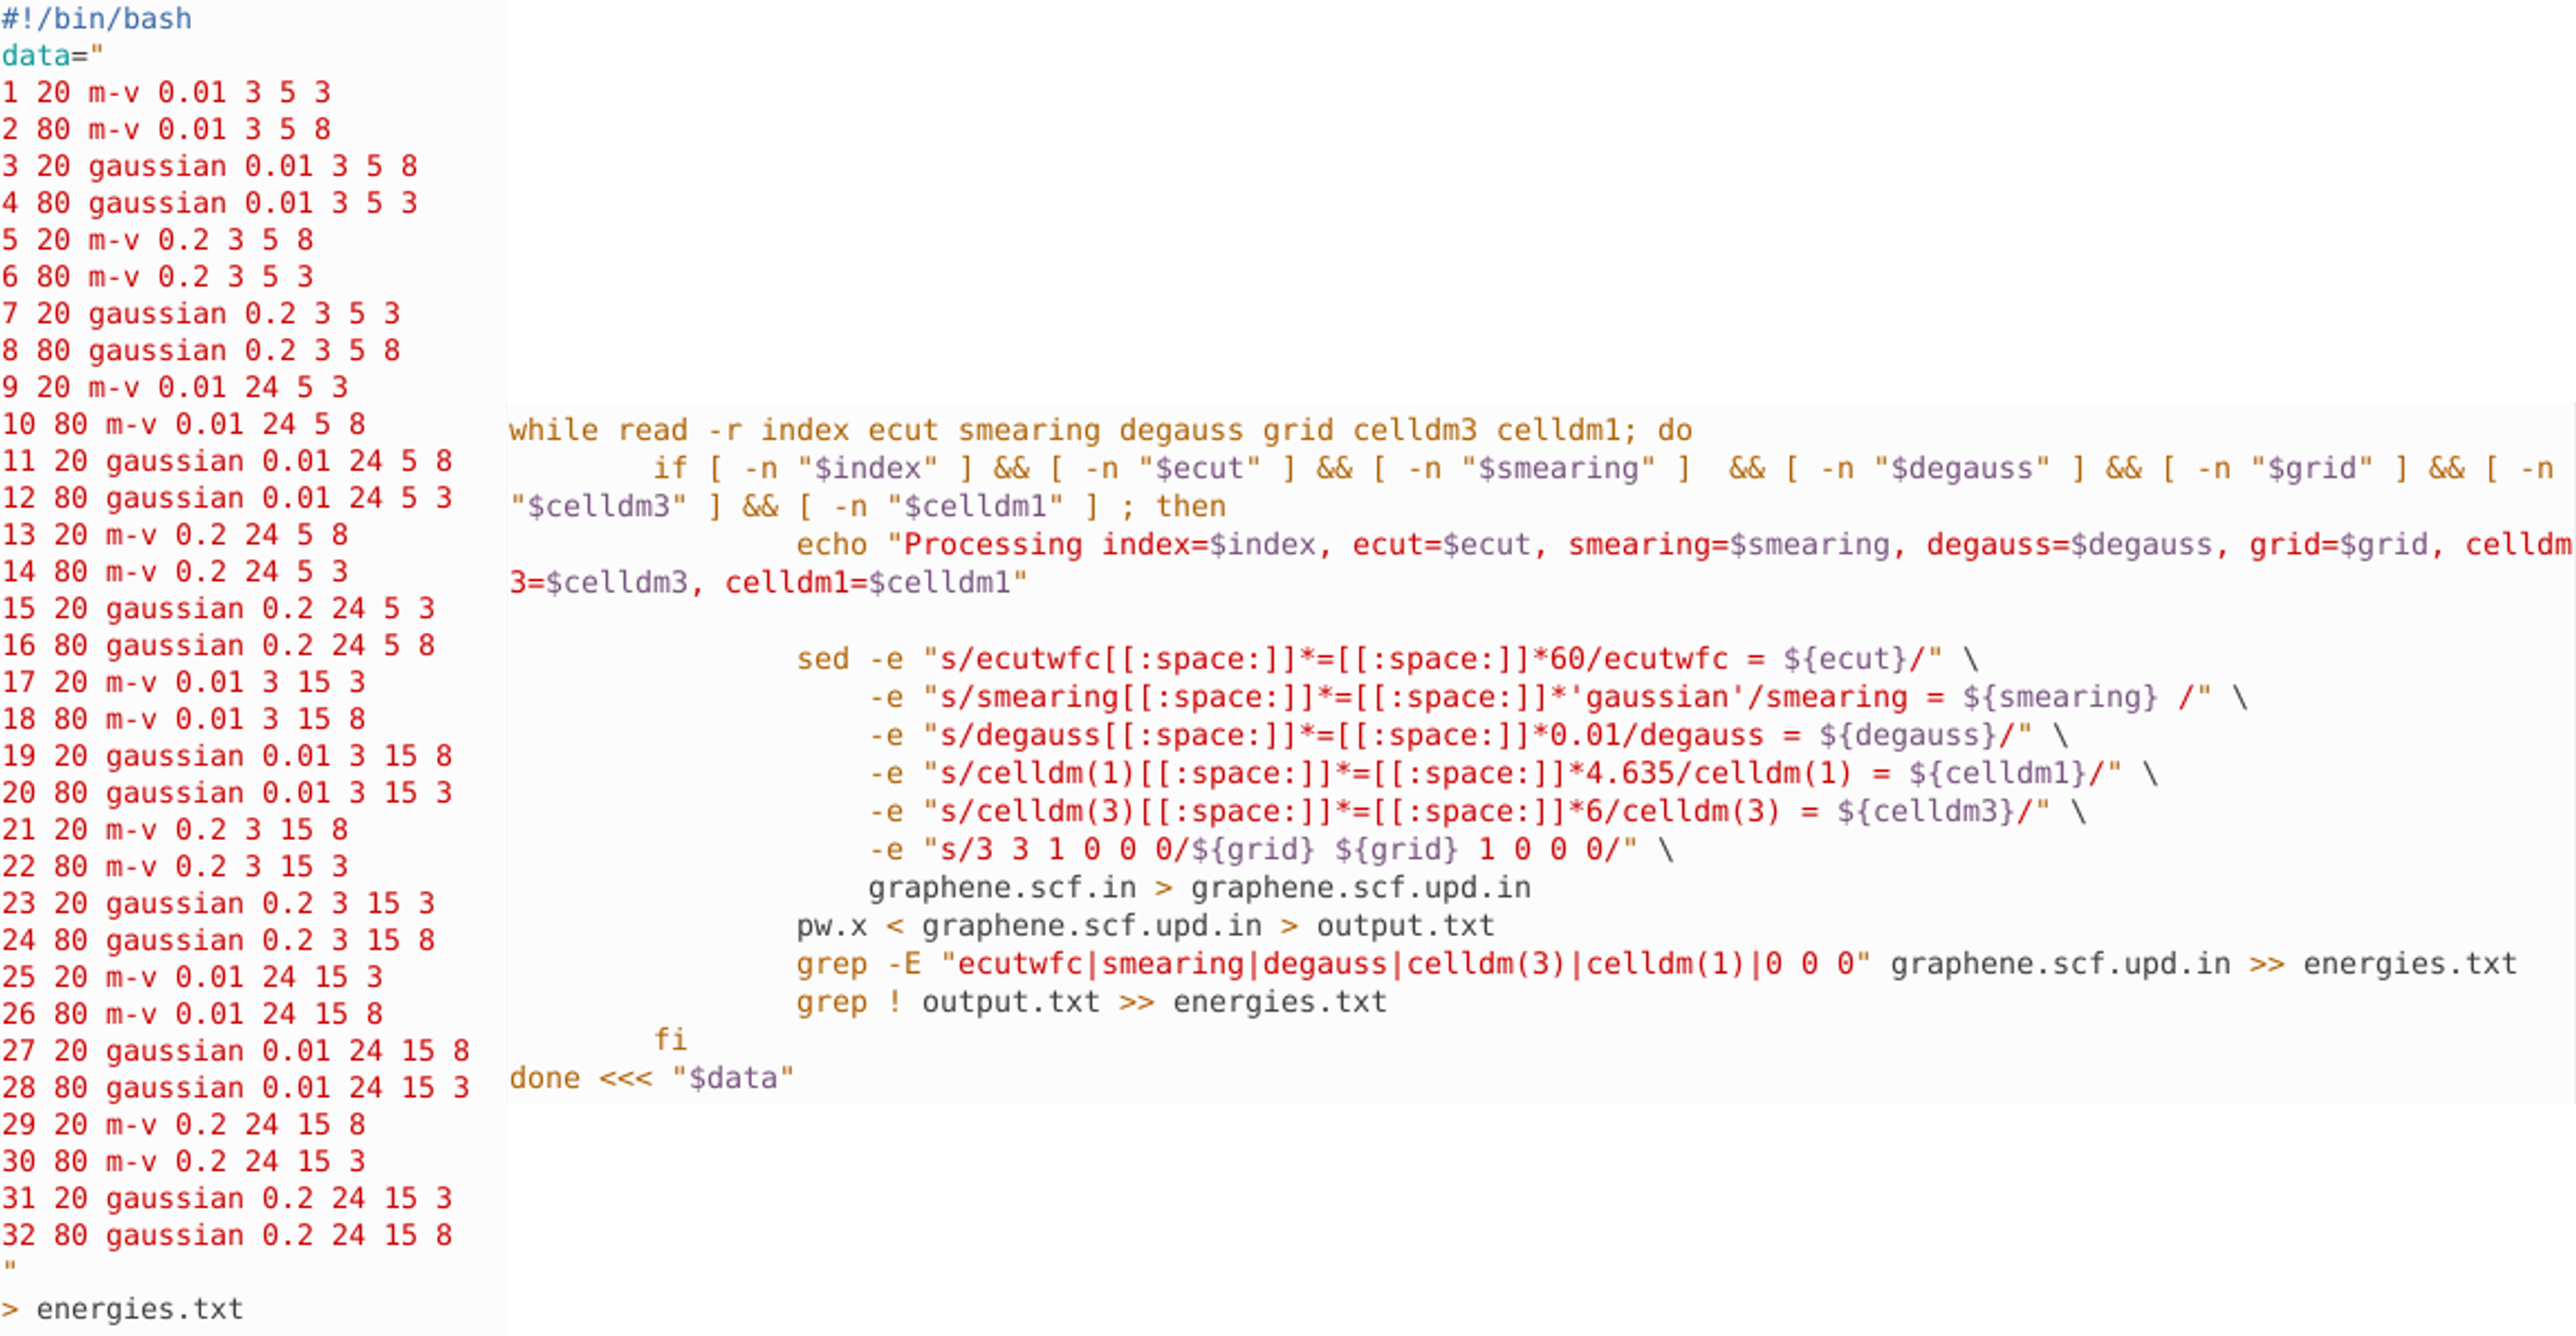 #!/bin/bash
data="
1 20 m-v 0.01 3 5 3
2 80 m-v 0.01 3 5 8
3 20 gaussian 0.01 3 5 8
4 80 gaussian 0.01 3 5 3
5 20 m-v 0.2 3 5 8
6 80 m-v 0.2 3 5 3
7 20 gaussian 0.2 3 5 3
8 80 gaussian 0.2 3 5 8
9 20 m-v 0.01 24 5 3
10 80 m-v 0.01 24 5 8
11 20 gaussian 0.01 24 5 8
12 80 gaussian 0.01 24 5 3
13 20 m-v 0.2 24 5 8
14 80 m-v 0.2 24 5 3
15 20 gaussian 0.2 24 5 3
16 80 gaussian 0.2 24 5 8
17 20 m-v 0.01 3 15 3
18 80 m-v 0.01 3 15 8
19 20 gaussian 0.01 3 15 8
20 80 gaussian 0.01 3 15 3
21 20 m-v 0.2 3 15 8
22 80 m-v 0.2 3 15 3
23 20 gaussian 0.2 3 15 3
24 80 gaussian 0.2 3 15 8
25 20 m-v 0.01 24 15 3
26 80 m-v 0.01 24 15 8
27 20 gaussian 0.01 24 15 8
28 80 gaussian 0.01 24 15 3
29 20 m-v 0.2 24 15 8
30 80 m-v 0.2 24 15 3
31 20 gaussian 0.2 24 15 3
32 80 gaussian 0.2 24 15 8
"
> energies.txt
while read -r index ecut smearing degauss grid celldm3 celldm1; do
        if [ -n "$index" ] && [ -n "$ecut" ] && [ -n "$smearing" ]  && [ -n "$degauss" ] && [ -n "$grid" ] && [ -n
"$celldm3" ] && [ -n "$celldm1" ] ; then
                echo "Processing index=$index, ecut=$ecut, smearing=$smearing, degauss=$degauss, grid=$grid, celldm
3=$celldm3, celldm1=$celldm1"
                sed -e "s/ecutwfc[[:space:]]*=[[:space:]]*60/ecutwfc = ${ecut}/" \
                    -e "s/smearing[[:space:]]*=[[:space:]]*'gaussian'/smearing = ${smearing} /" \
                    -e "s/degauss[[:space:]]*=[[:space:]]*0.01/degauss = ${degauss}/" \
                    -e "s/celldm(1)[[:space:]]*=[[:space:]]*4.635/celldm(1) = ${celldm1}/" \
                    -e "s/celldm(3)[[:space:]]*=[[:space:]]*6/celldm(3) = ${celldm3}/" \
                    -e "s/3 3 1 0 0 0/${grid} ${grid} 1 0 0 0/" \
                    graphene.scf.in > graphene.scf.upd.in
                pw.x < graphene.scf.upd.in > output.txt
                grep -E "ecutwfc|smearing|degauss|celldm(3)|celldm(1)|0 0 0" graphene.scf.upd.in >> energies.txt
                grep ! output.txt >> energies.txt
        fi
done <<< "$data"